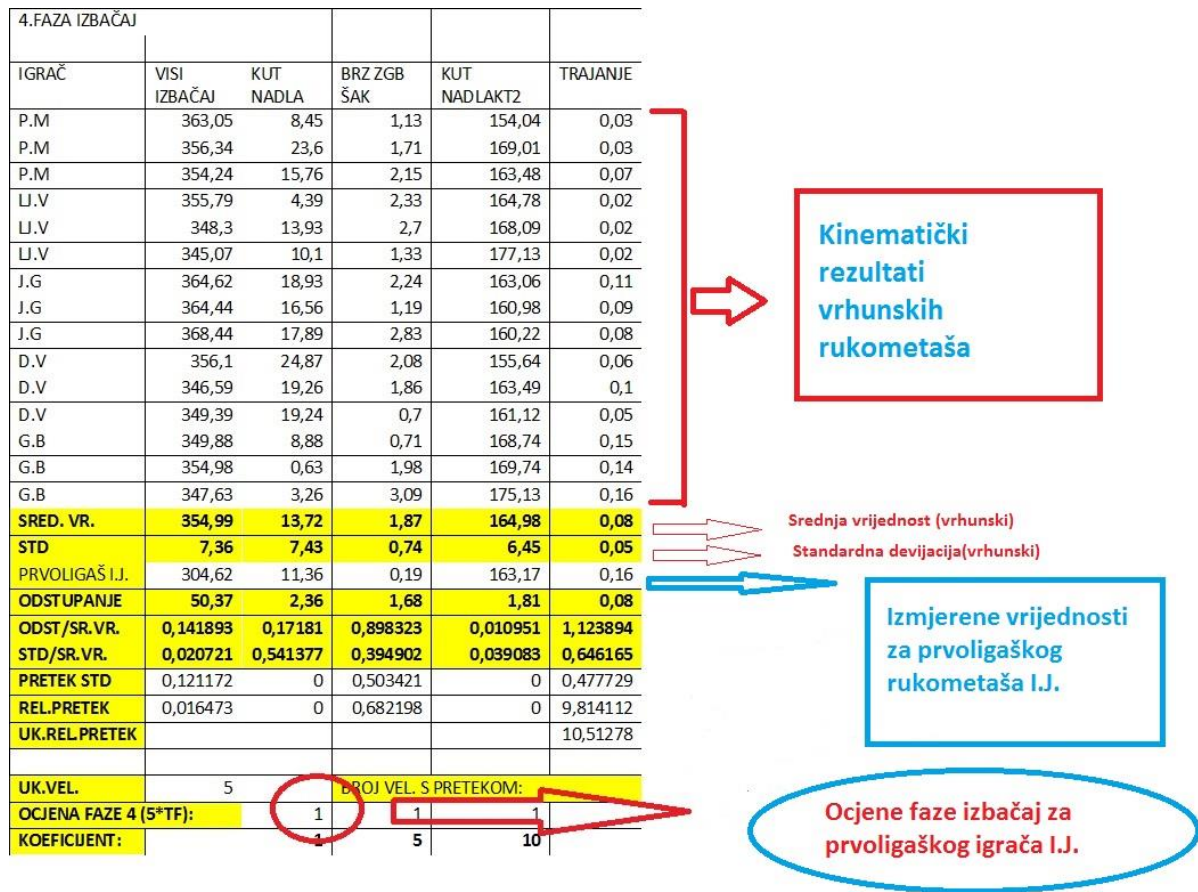 4.FAZA IZBAČAJ
IGRAČ VISI IZBAČAJ KUT NADLA BRZ ZGB ŠAK KUT NADLAKT2 TRAJANJE
P.M 363,05 8,45 1,13 154,04 0,03
P.M 356,34 23,6 1,71 169,01 0,03
P.M 354,24 15,76 2,15 163,48 0,07
LJ.V 355,79 4,39 2,33 164,78 0,02
LJ.V 348,3 13,93 2,7 168,09 0,02
LJ.V 345,07 10,1 1,33 177,13 0,02
J.G 364,62 18,93 2,24 163,06 0,11
J.G 364,44 16,56 1,19 160,98 0,09
J.G 368,44 17,89 2,83 160,22 0,08
D.V 356,1 24,87 2,08 155,64 0,06
D.V 346,59 19,26 1,86 163,49 0,1
D.V 349,39 19,24 0,7 161,12 0,05
G.B 349,88 8,88 0,71 168,74 0,15
G.B 354,98 0,63 1,98 169,74 0,14
G.B 347,63 3,26 3,09 175,13 0,16
SRED. VR. 354,99 13,72 1,87 164,98 0,08
STD 7,36 7,43 0,74 6,45 0,05
PRVOLIGAŠ I.J. 304,62 11,36 0,19 163,17 0,16
ODSTUPANJE 50,37 2,36 1,68 1,81 0,08
ODST/SR.VR. 0,141893 0,17181 0,898323 0,010951 1,123894
STD/SR.VR. 0,020721 0,541377 0,394902 0,039083 0,646165
PRETEK STD 0,121172 0 0,503421 0 0,477729
REL.PRETEK 0,016473 0 0,682198 0 9,814112
UK.REL.PRETEK 10,51278
UK.VEL. 5 BROJ VEL. S PRETEKOM:
OCJENA FAZE 4 (5*TF): 1 1 1
KOEFICIJENT: 1 5 10
Kinematički
rezultati
vrhunskih
rukometaša
Srednja vrijednost (vrhunski)
Standardna devijacija(vrhunski)
Izmjerene vrijednosti
za prvoligaškog
rukometaša I.J.
Ocjene faze izbačaj za
prvoligaškog igrača I.J.